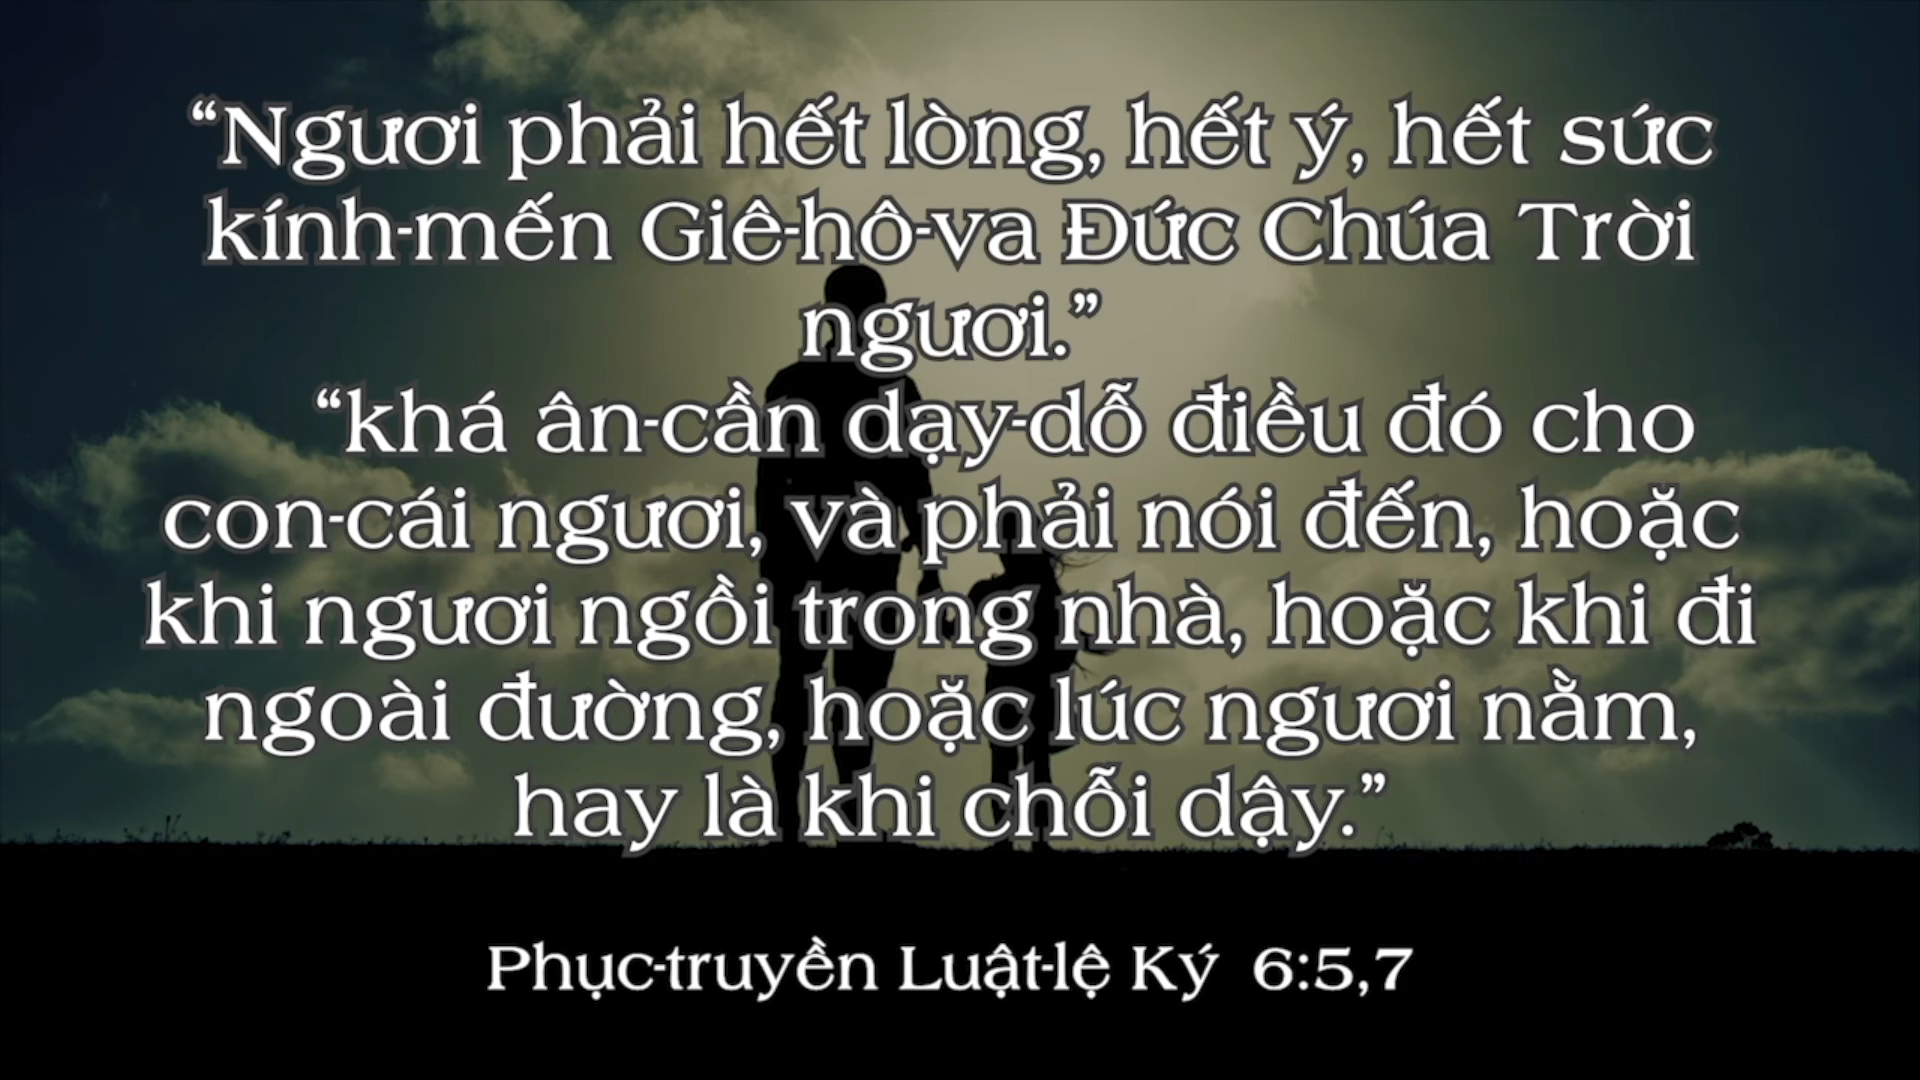 “Ngươi phải hết lòng, hết ý, hết sức
kính-mến Giê-hô-va Đức Chúa Trời
ngươi.”
“khá ân-cần dạy-dỗ điều đó cho
con-cái ngươi, và phải nói đến, hoặc
khi ngươi ngồi trong nhà, hoặc khi đi
ngoài đường, hoặc lúc ngươi nằm,
hay là khi chỗi dậy.”
Phục-truyền Luật-lệ Ký 6:5,7